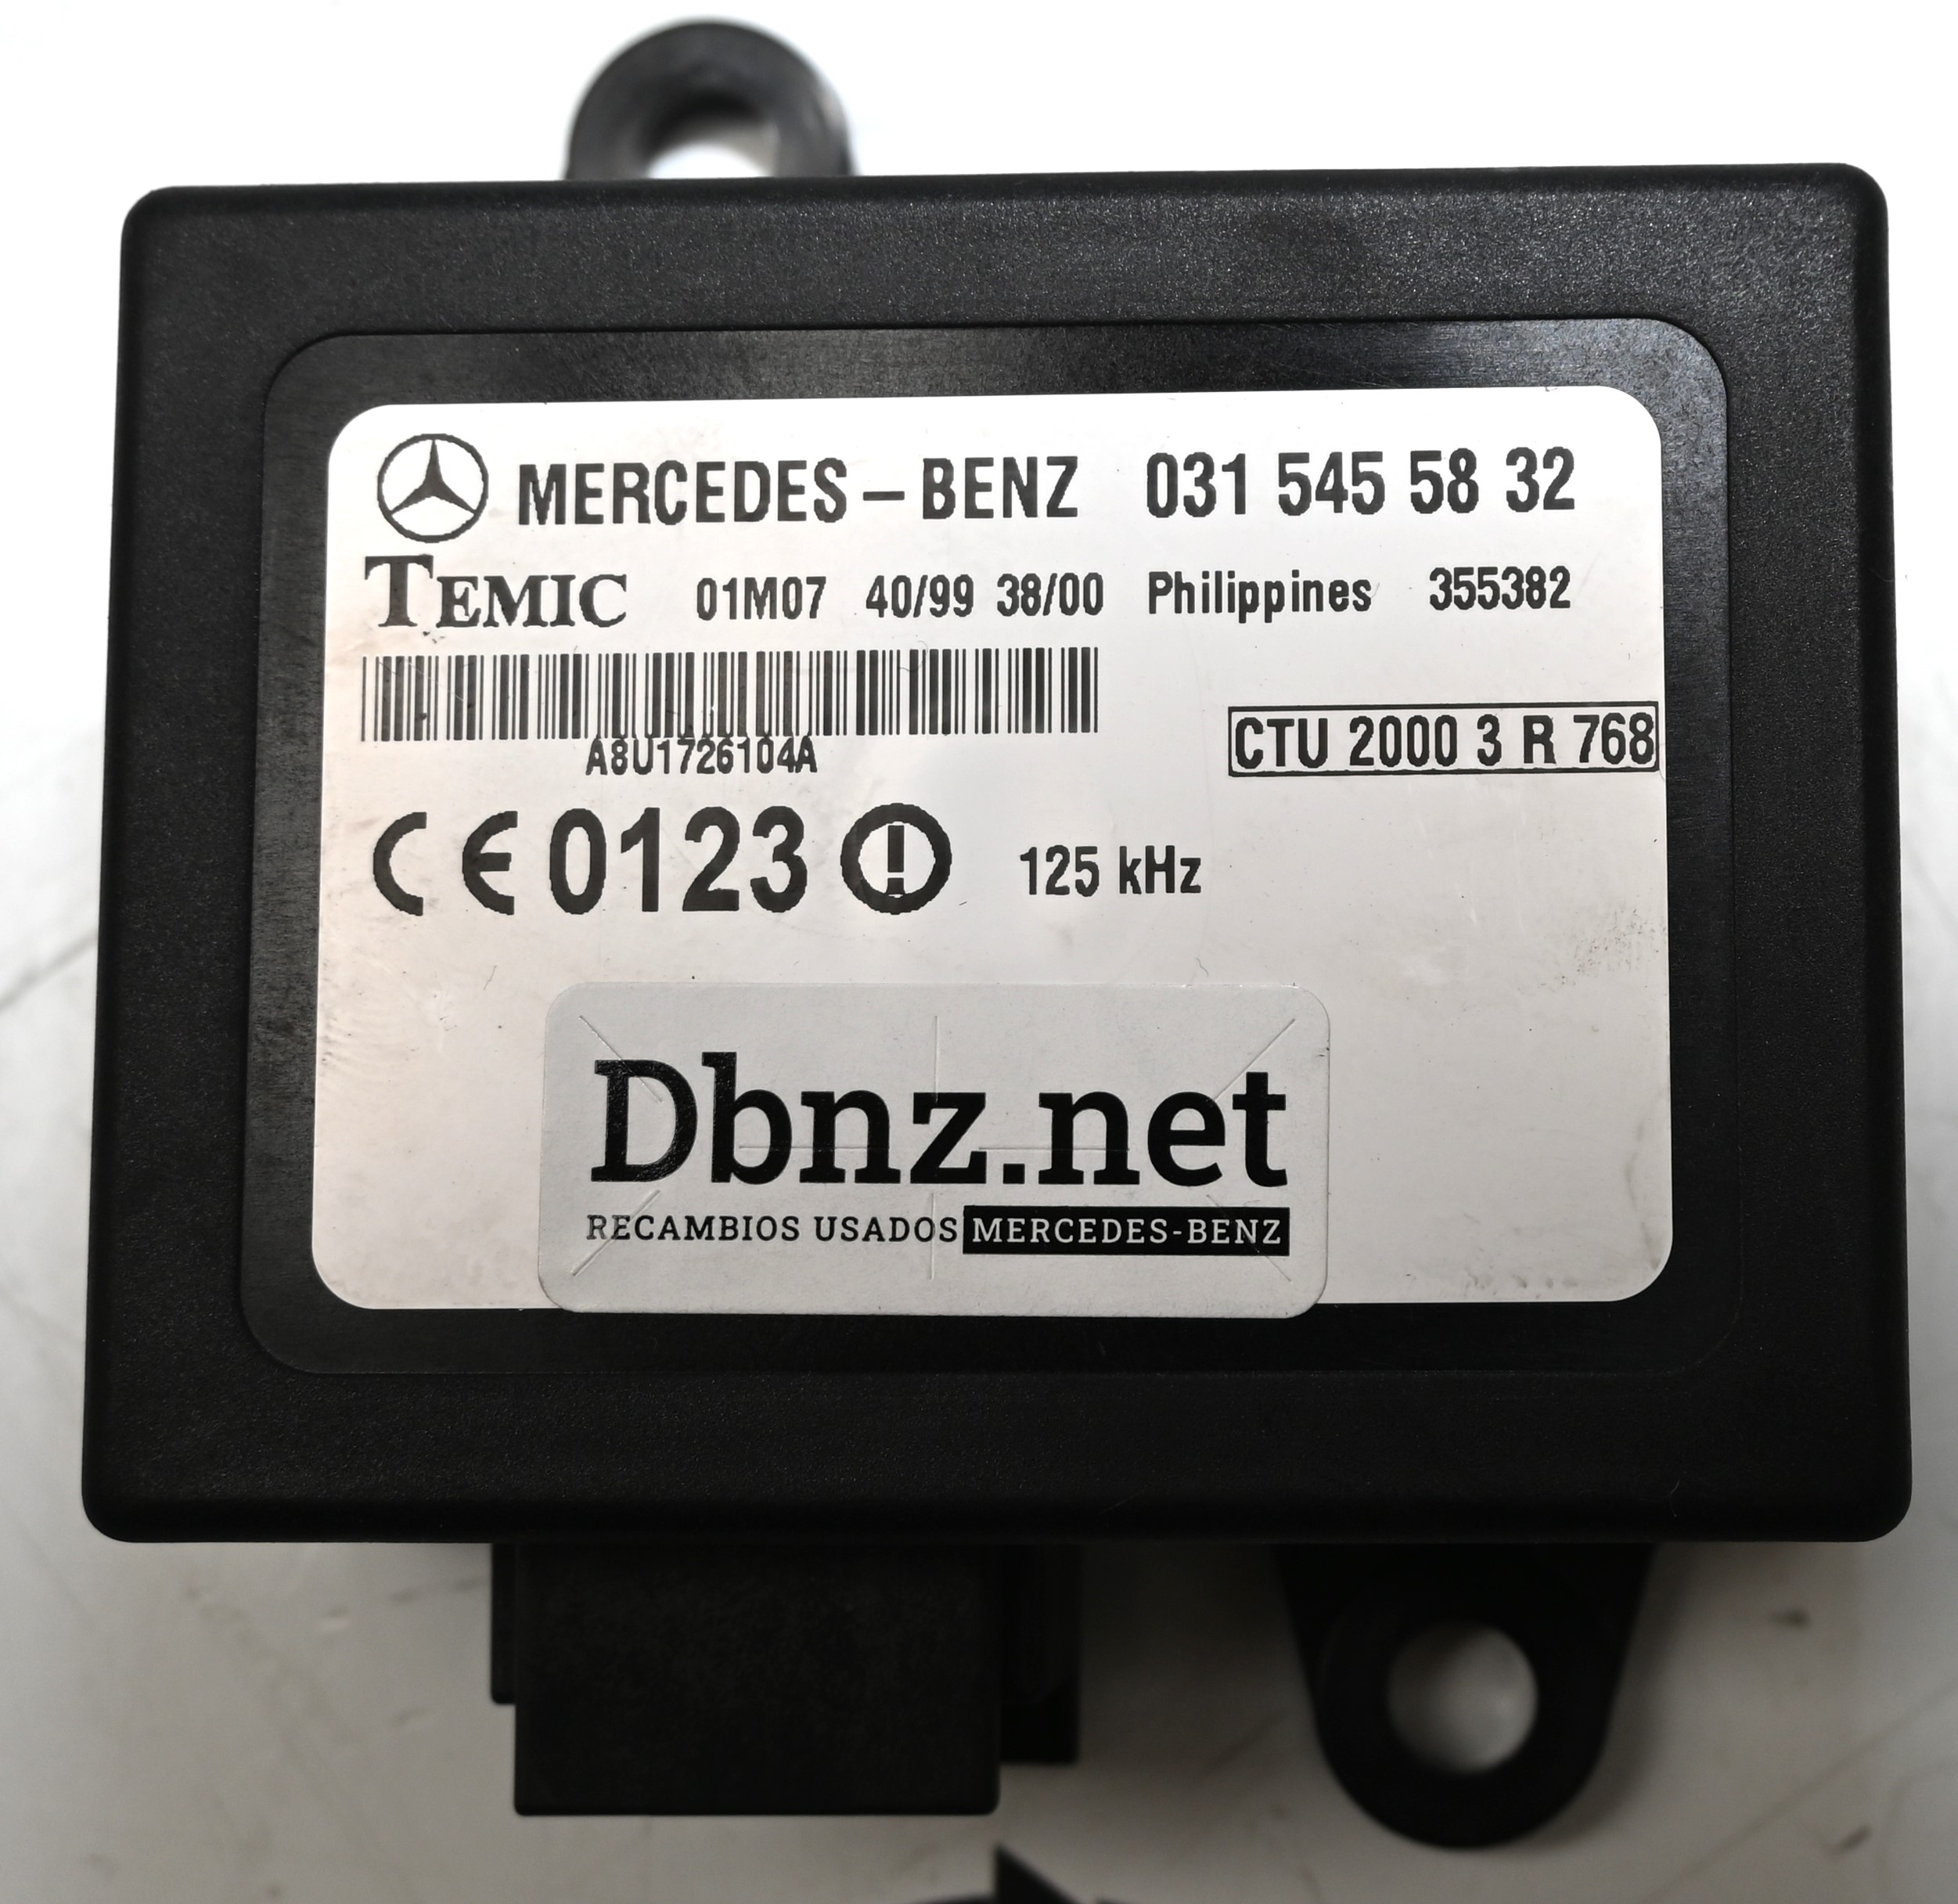 MERCEDES-BENZ 031 545 58 32
TEMIC 01M07 40/99 38/00 Philippines 355382
A8U1726104A
CTU 2000 3 R 768
CE 0123 ! 125 kHz
Dbnz.net
RECAMBIOS USADOS MERCEDES-BENZ